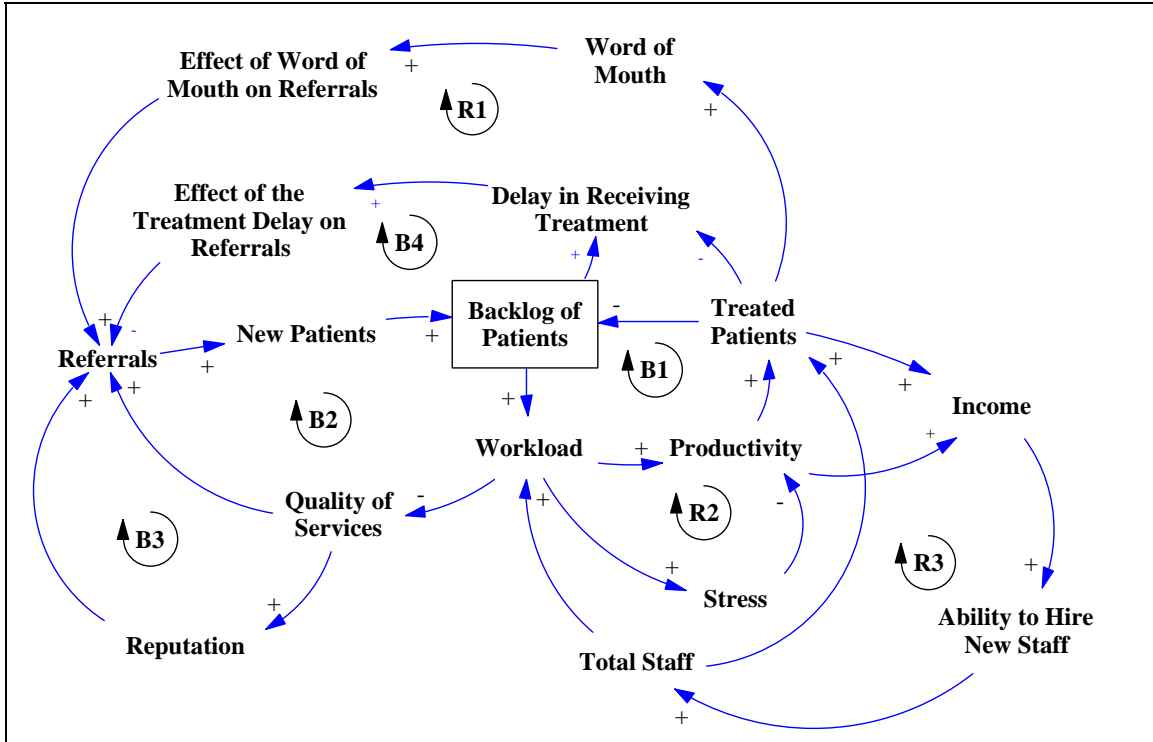 Effect of Word of
Mouth on Referrals
+
Word of
Mouth
+
R1
Effect of the
Treatment Delay on
Referrals
+
B4
Delay in Receiving
Treatment
+
-
Backlog of
Patients
-
Treated
Patients
+
New Patients
+
+
-
Referrals
+
+
+
B1
+
+
B2
+
Income
+
Workload
+
Productivity
+
-
Quality of
Services
-
R2
B3
+
+
Stress
R3
+
Ability to Hire
New Staff
+
Reputation
Total Staff
+